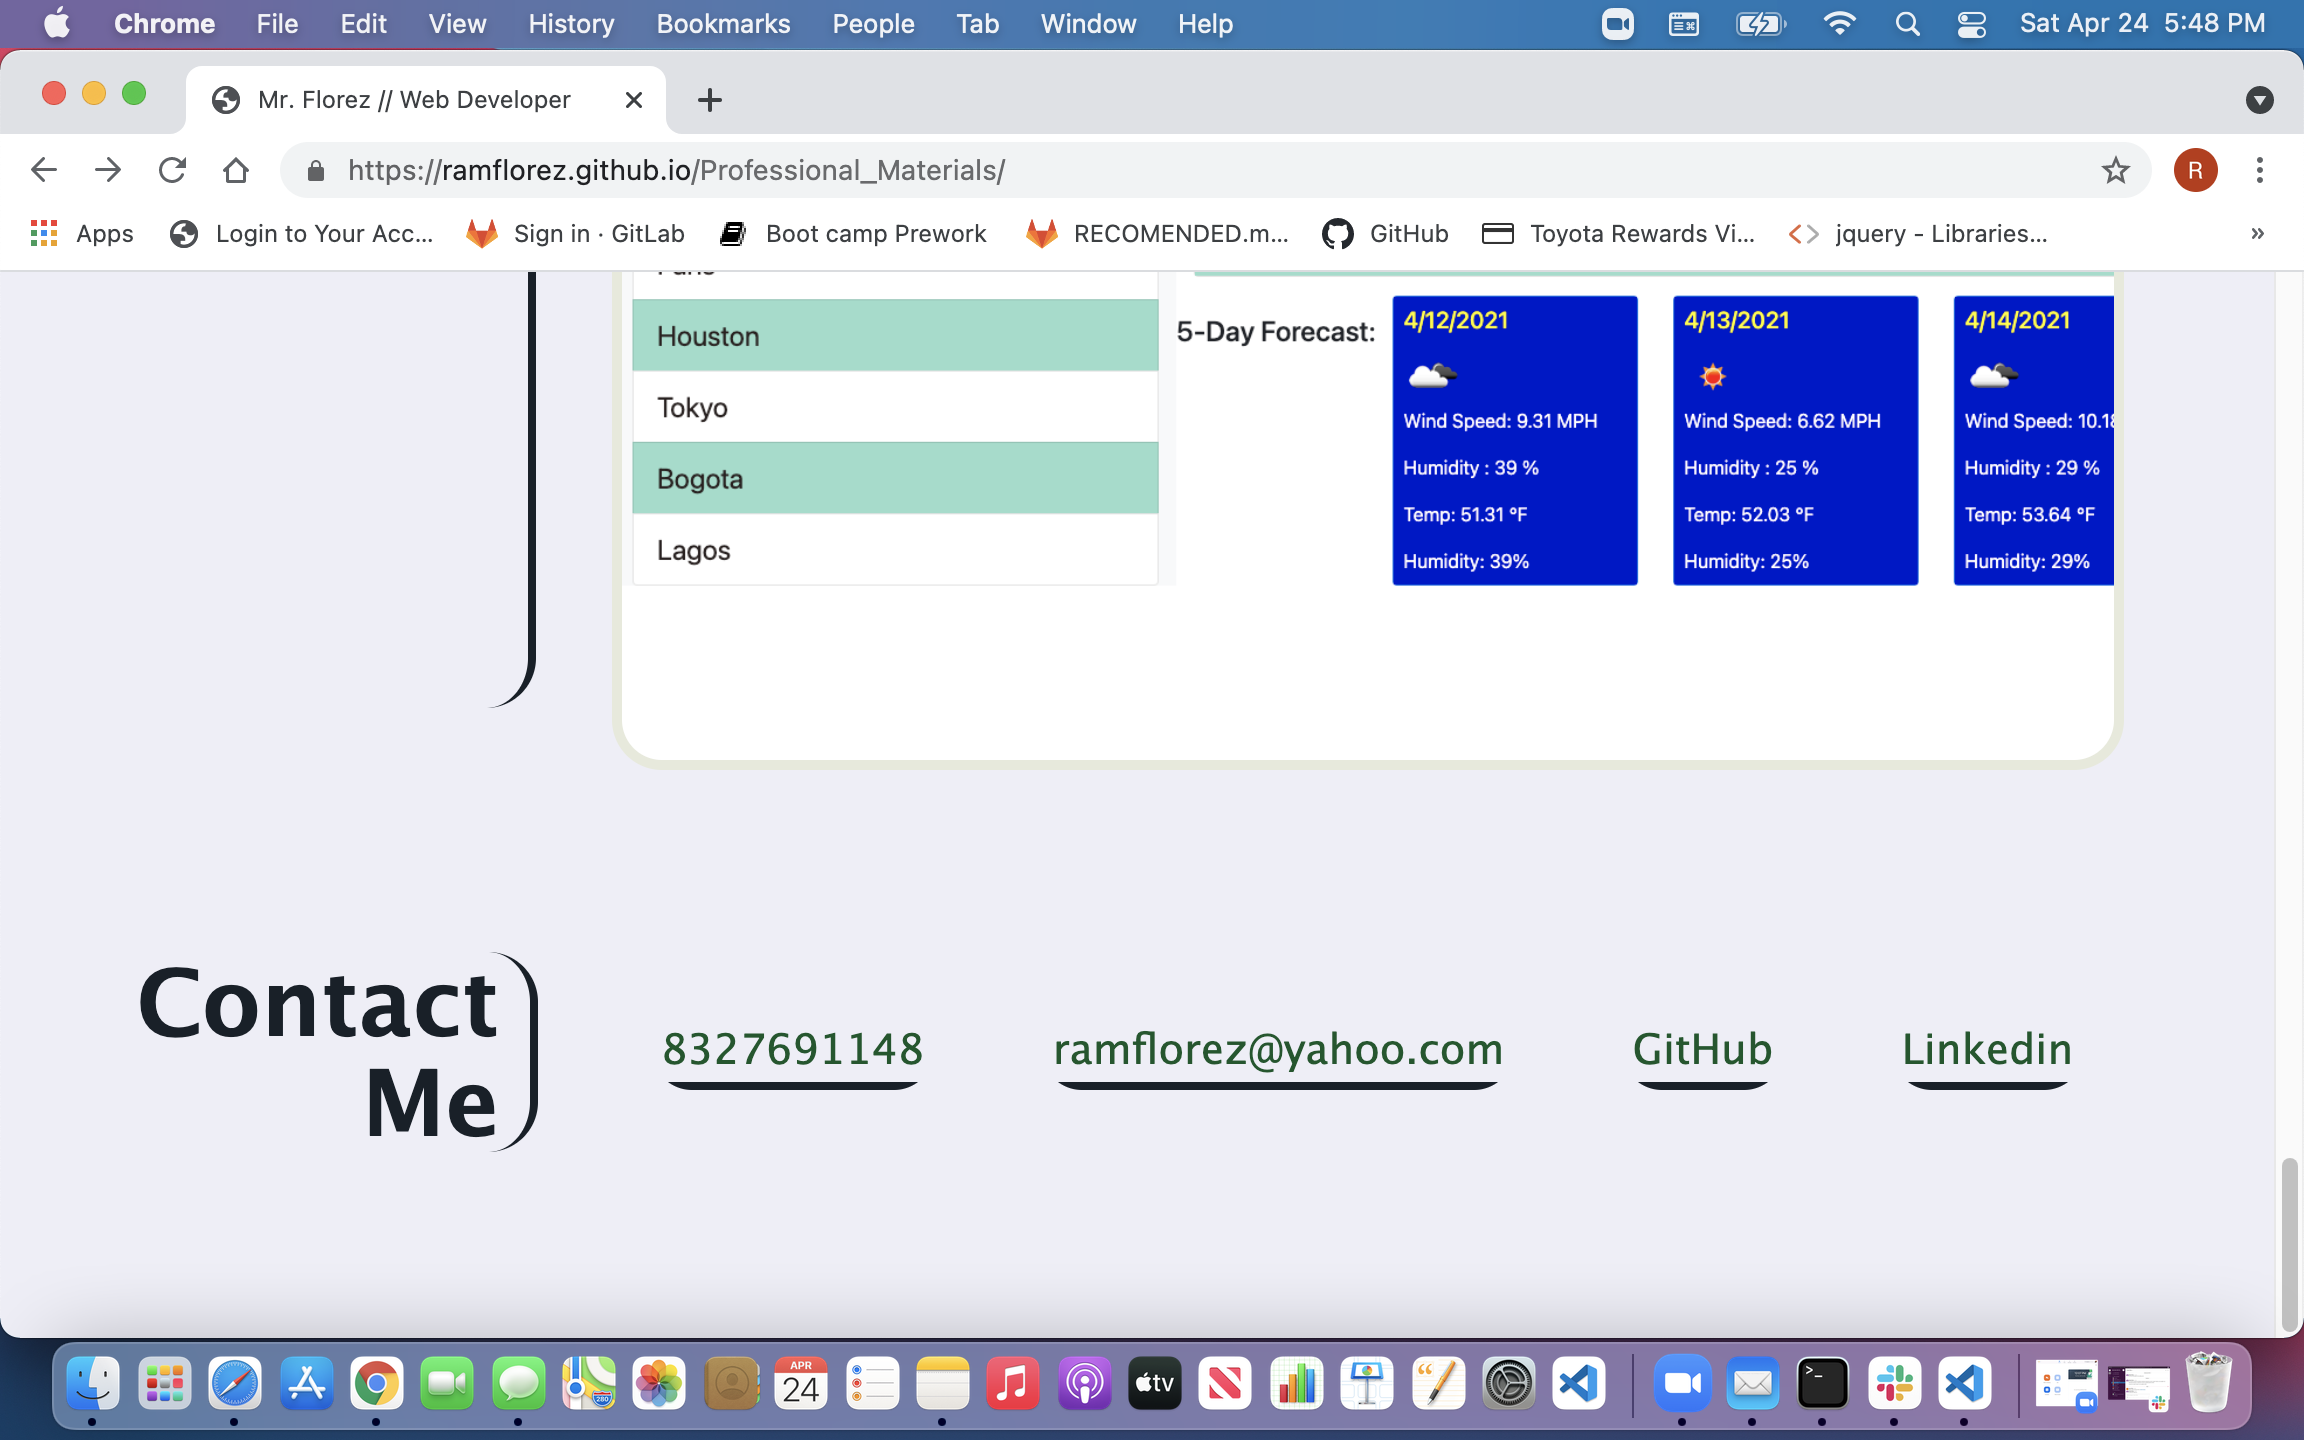 Chrome File Edit View History Bookmarks People Tab Window Help Sat Apr 24 5:48 PM
Mr. Florez // Web Developer
https://ramflorez.github.io/Professional_Materials/
R
Apps Login to Your Acc... Sign in · GitLab Boot camp Prework RECOMENDED.m... GitHub Toyota Rewards Vi... jquery - Libraries... »
Houston
Tokyo
Bogota
Lagos
5-Day Forecast:
4/12/2021
Wind Speed: 9.31 MPH
Humidity : 39 %
Temp: 51.31 °F
Humidity: 39%
4/13/2021
Wind Speed: 6.62 MPH
Humidity : 25 %
Temp: 52.03 °F
Humidity: 25%
4/14/2021
Wind Speed: 10.18
Humidity : 29 %
Temp: 53.64 °F
Humidity: 29%
Contact
Me
8327691148 ramflorez@yahoo.com GitHub Linkedin
APR
24
tv
280